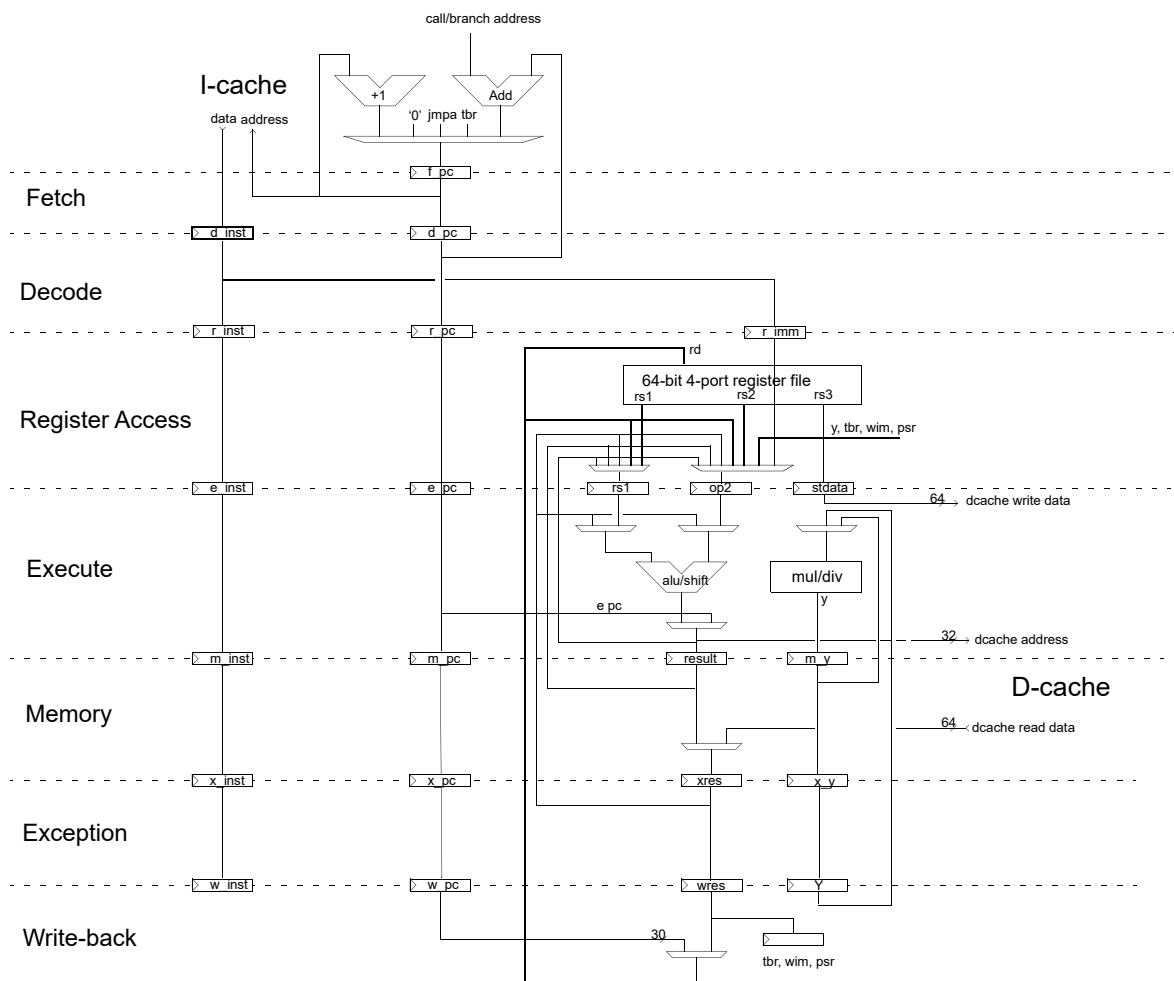 call/branch address
I-cache
+1
Add
data address
‘0’ jmpa tbr
f_pc
Fetch
d_inst
d_pc
Decode
r_inst
r_pc
r_imm
rd
64-bit 4-port register file
rs1
rs2
rs3
Register Access
y, tbr, wim, psr
e_inst
e_pc
rs1
op2
stdata
64
dcache write data
Execute
alu/shift
mul/div
y
e pc
32
dcache address
m_inst
m_pc
result
m_y
D-cache
Memory
64
dcache read data
x_inst
x_pc
xres
x_y
Exception
w_inst
w_pc
wres
Y
Write-back
30
tbr, wim, psr